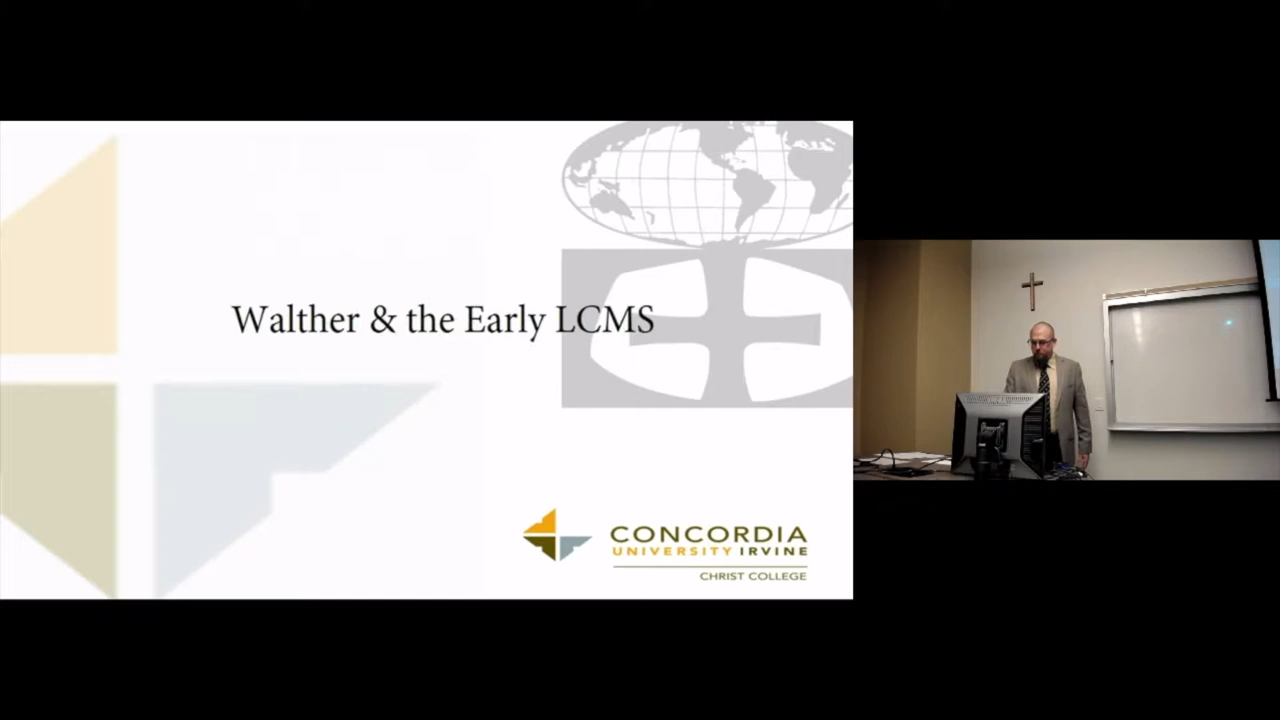 Walther & the Early LCMS
CONCORDIA
UNIVERSITY IRVINE
CHRIST COLLEGE